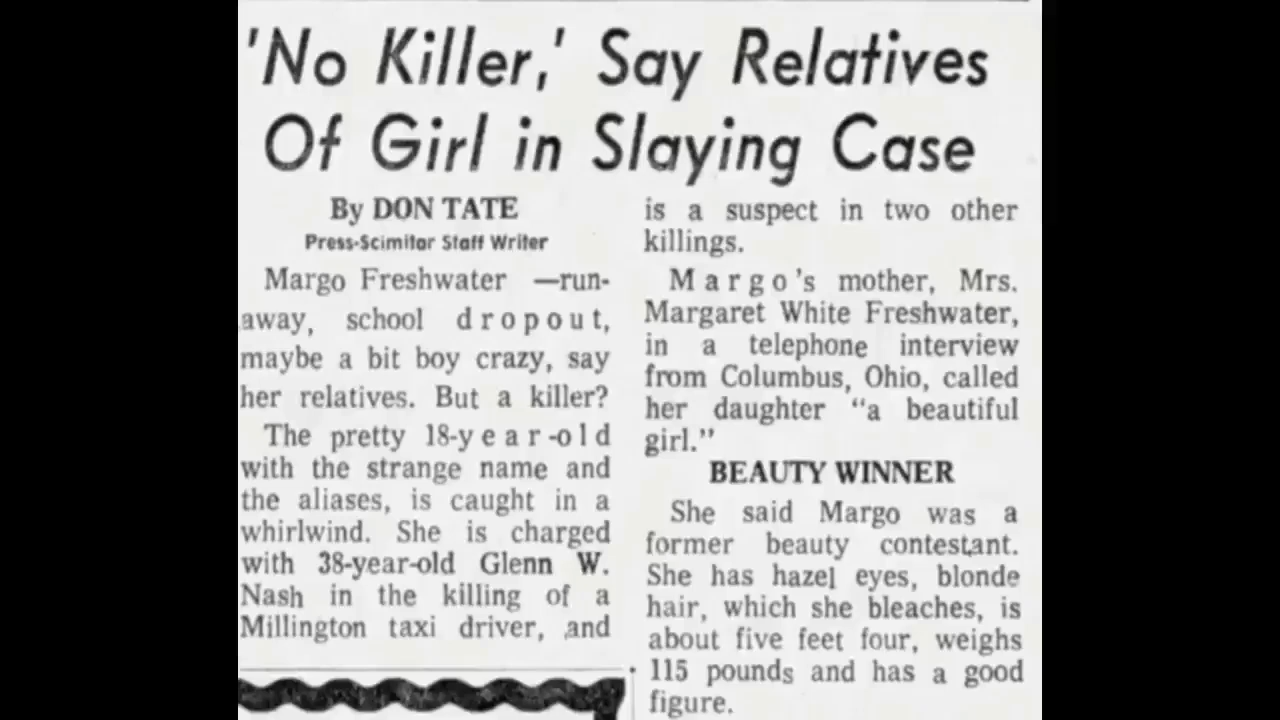 'No Killer,' Say Relatives
Of Girl in Slaying Case
By DON TATE
Press-Scimitar Staff Writer
Margo Freshwater —run-
away, school dropout,
maybe a bit boy crazy, say
her relatives. But a killer?
The pretty 18-year-old
with the strange name and
the aliases, is caught in a
whirlwind. She is charged
with 38-year-old Glenn W.
Nash in the killing of a
Millington taxi driver, and
is a suspect in two other
killings.
Margo's mother, Mrs.
Margaret White Freshwater,
in a telephone interview
from Columbus, Ohio, called
her daughter “a beautiful
girl.”
BEAUTY WINNER
She said Margo was a
former beauty contestant.
She has hazel eyes, blonde
hair, which she bleaches, is
about five feet four, weighs
115 pounds and has a good
figure.